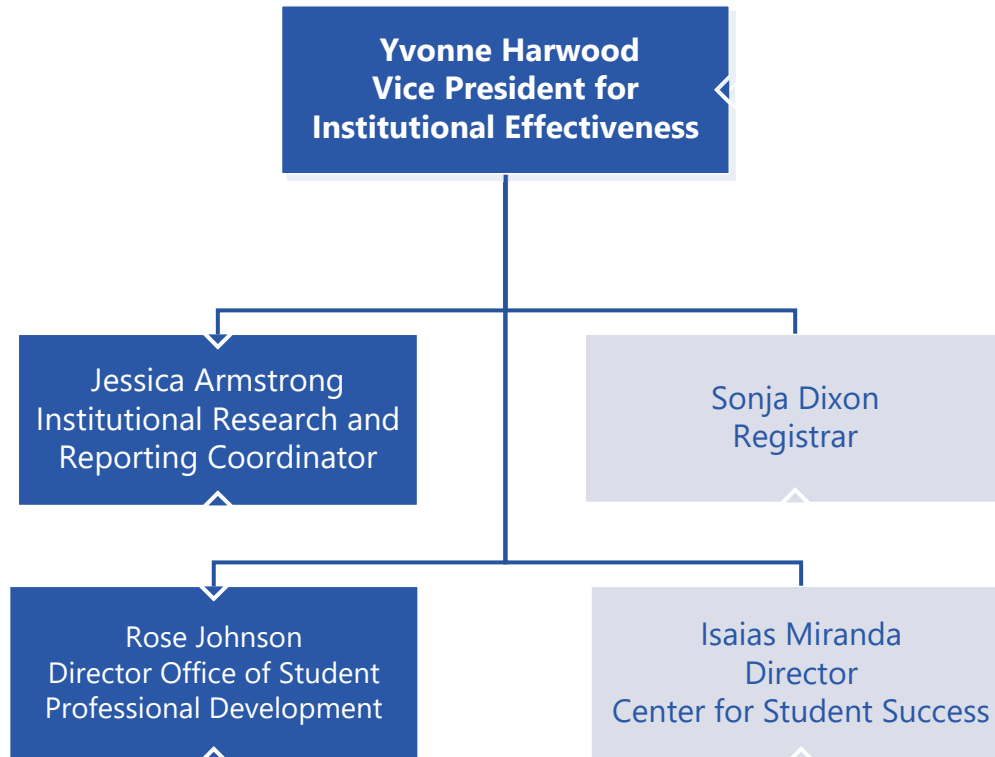 Yvonne Harwood
Vice President for
Institutional Effectiveness
Jessica Armstrong
Institutional Research and
Reporting Coordinator
Sonja Dixon
Registrar
Rose Johnson
Director Office of Student
Professional Development
Isaias Miranda
Director
Center for Student Success